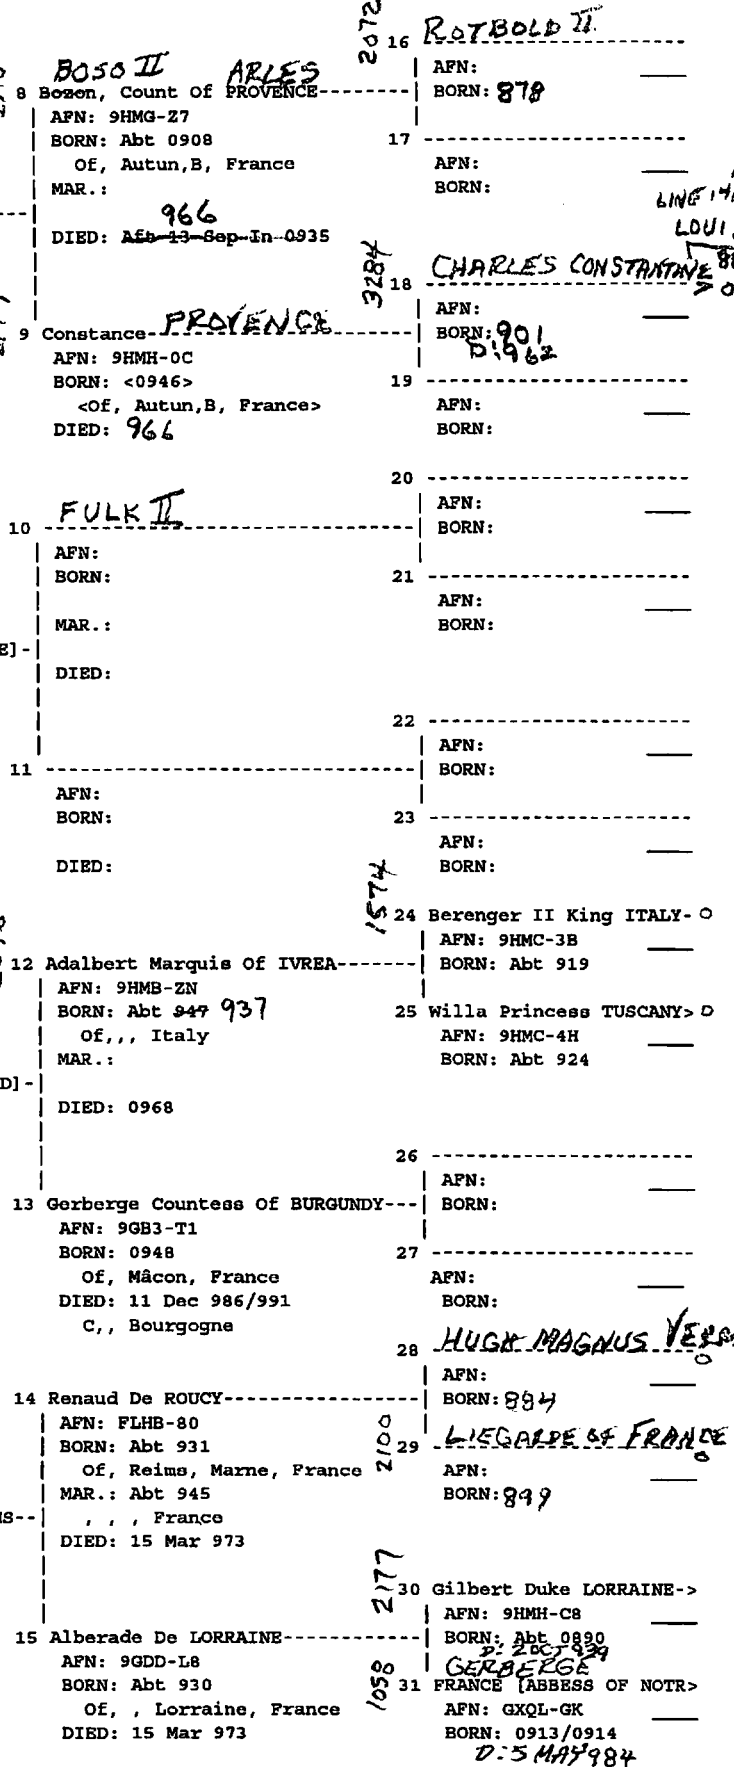 2072
16 ROTBOLD II
AFN:
BORN: 878
BOSO II ARLES
8 Bozon, Count Of PROVENCE
AFN: 9HMG-Z7
BORN: Abt 0908
Of, Autun,B, France
MAR.:
966
DIED: Aft 13 Sep In 0935
17
AFN:
BORN:
LINE
LOUI
3284
18 CHARLES CONSTANTINE >
AFN:
BORN: 901
D: 962
9 Constance PROVENCE
AFN: 9HMH-0C
BORN: <0946>
<Of, Autun,B, France>
DIED: 966
19
AFN:
BORN:
20
AFN:
BORN:
10 FULK II
AFN:
BORN:
MAR.:
E]-
DIED:
21
AFN:
BORN:
22
AFN:
BORN:
11
AFN:
BORN:
DIED:
23
AFN:
BORN:
1574
24 Berenger II King ITALY- O
AFN: 9HMC-3B
BORN: Abt 919
12 Adalbert Marquis Of IVREA
AFN: 9HMB-ZN
BORN: Abt 947 937
Of,,, Italy
MAR.:
D]-
DIED: 0968
25 Willa Princess TUSCANY> O
AFN: 9HMC-4H
BORN: Abt 924
26
AFN:
BORN:
13 Gerberge Countess Of BURGUNDY
AFN: 9GB3-T1
BORN: 0948
Of, Mâcon, France
DIED: 11 Dec 986/991
C,, Bourgogne
27
AFN:
BORN:
28 HUGH MAGNUS
AFN:
BORN: 894
14 Renaud De ROUCY
AFN: FLHB-80
BORN: Abt 931
Of, Reims, Marne, France
MAR.: Abt 945
, , , France
DIED: 15 Mar 973
2100
29 LIEGARDE of FRANCE
AFN:
BORN: 899
2177
30 Gilbert Duke LORRAINE->
AFN: 9HMH-C8
BORN: Abt 0890
D: 2 OCT 939
15 Alberade De LORRAINE
AFN: 9GDD-L8
BORN: Abt 930
Of, , Lorraine, France
DIED: 15 Mar 973
1058
GERBERGE
31 FRANCE [ABBESS OF NOTR>
AFN: GXQL-GK
BORN: 0913/0914
D: 5 MAY 984